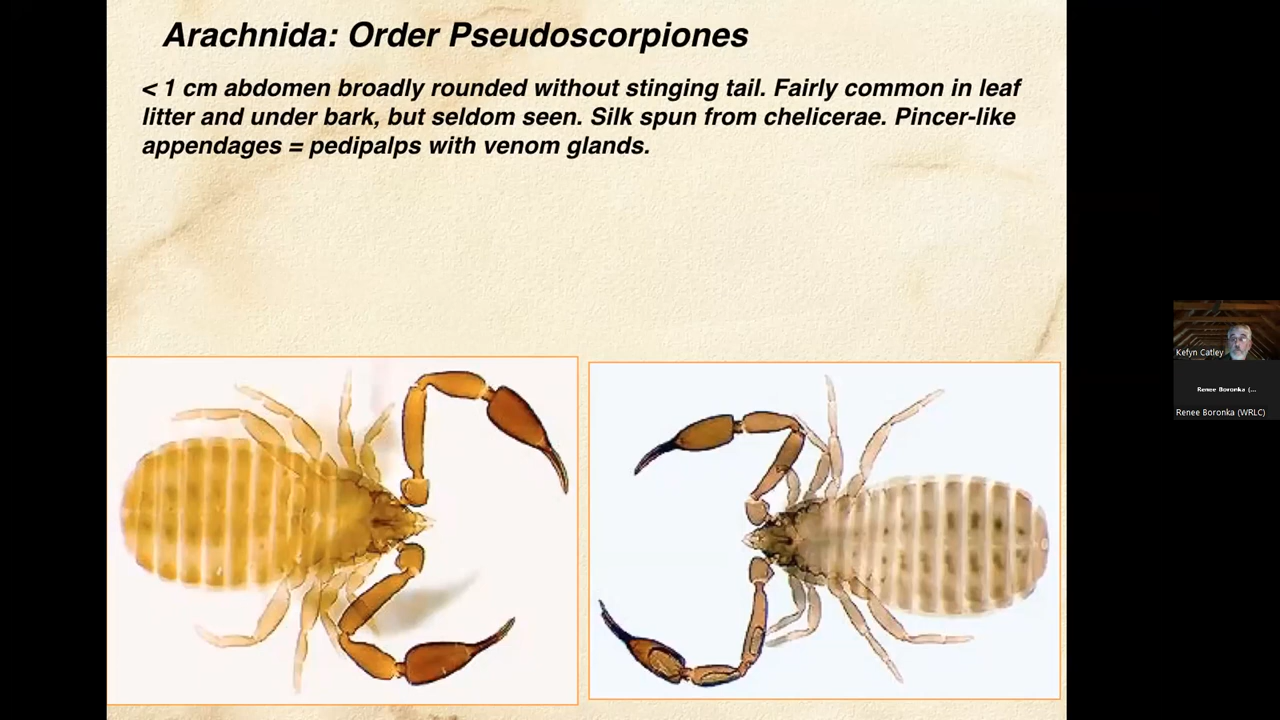 Arachnida: Order Pseudoscorpiones
< 1 cm abdomen broadly rounded without stinging tail. Fairly common in leaf
litter and under bark, but seldom seen. Silk spun from chelicerae. Pincer-like
appendages = pedipalps with venom glands.
Kefyn Catley
Renee Boronka (...
Renee Boronka (WRLC)